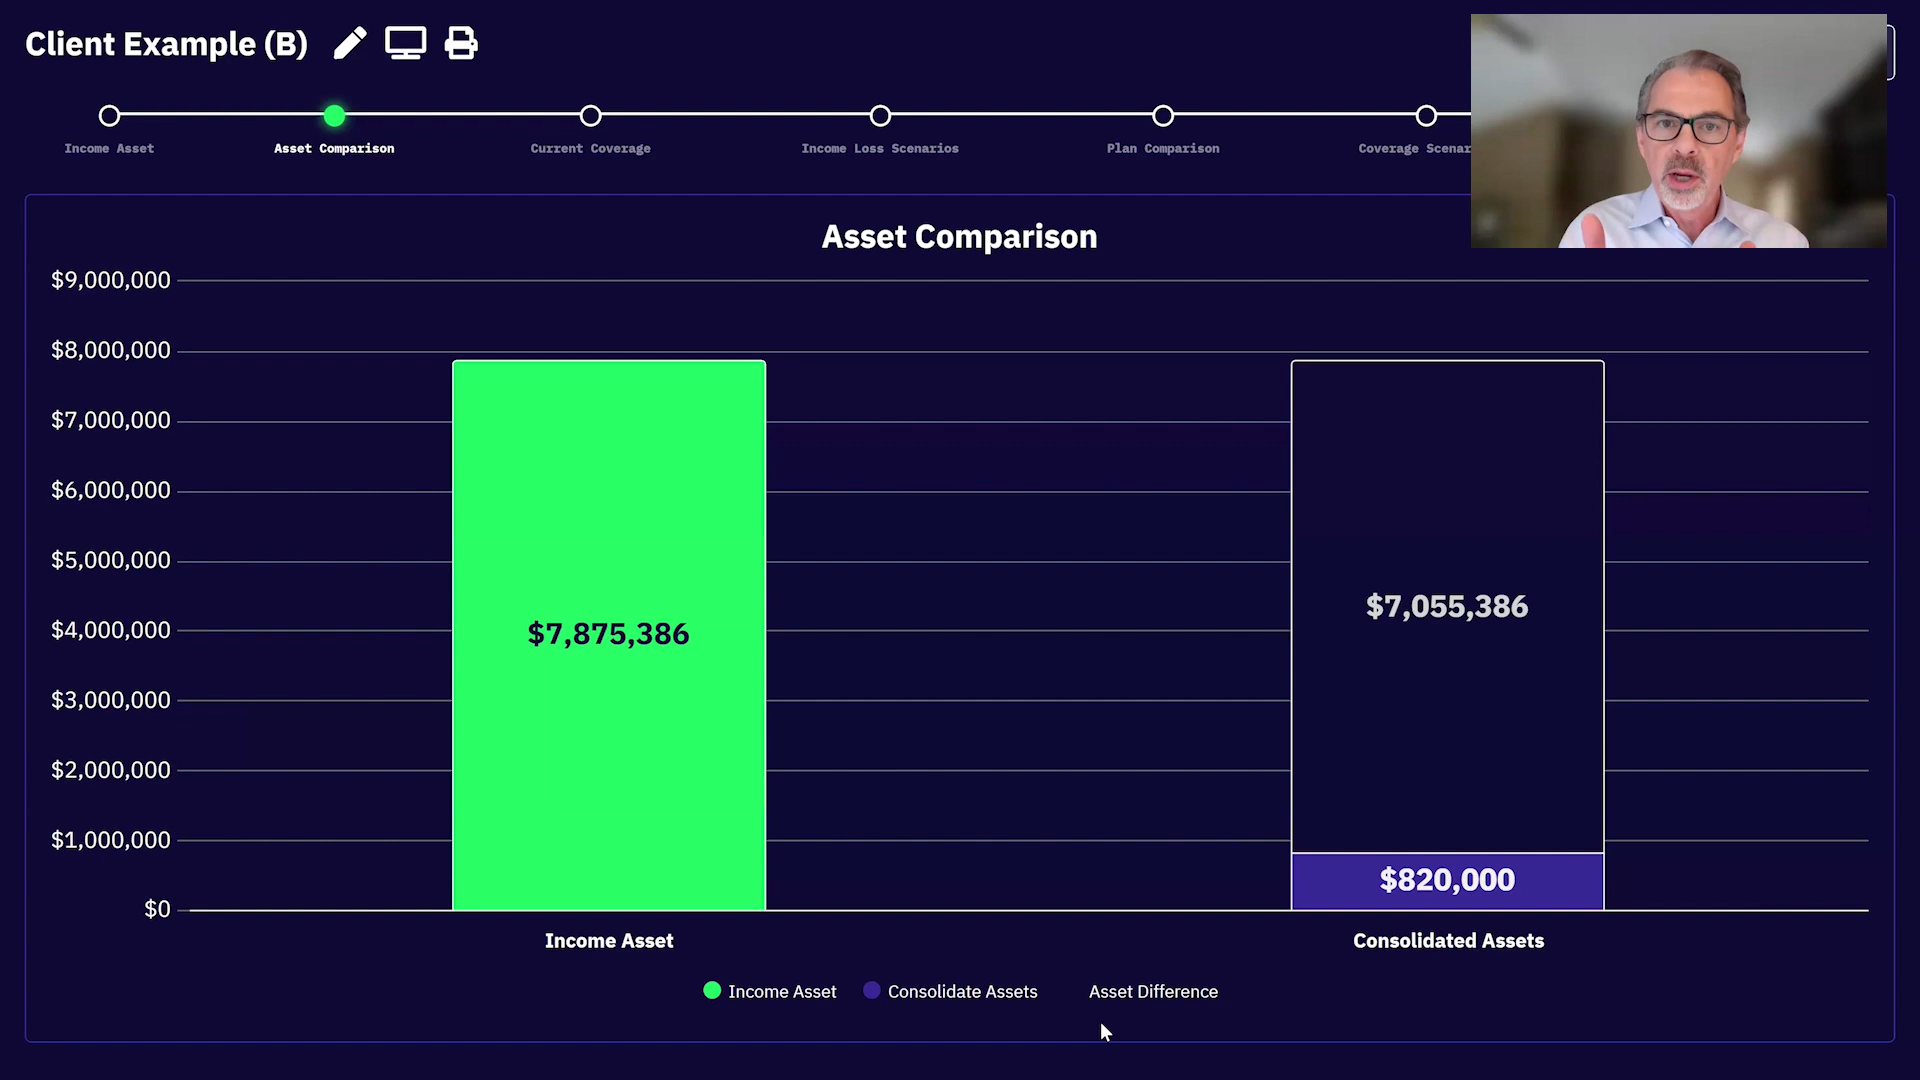 Client Example (B)
Income Asset
Asset Comparison
Current Coverage
Income Loss Scenarios
Plan Comparison
Coverage Scenar
Asset Comparison
$9,000,000
$8,000,000
$7,000,000
$6,000,000
$5,000,000
$4,000,000
$3,000,000
$2,000,000
$1,000,000
$0
$7,875,386
$7,055,386
$820,000
Income Asset
Consolidated Assets
Income Asset
Consolidate Assets
Asset Difference